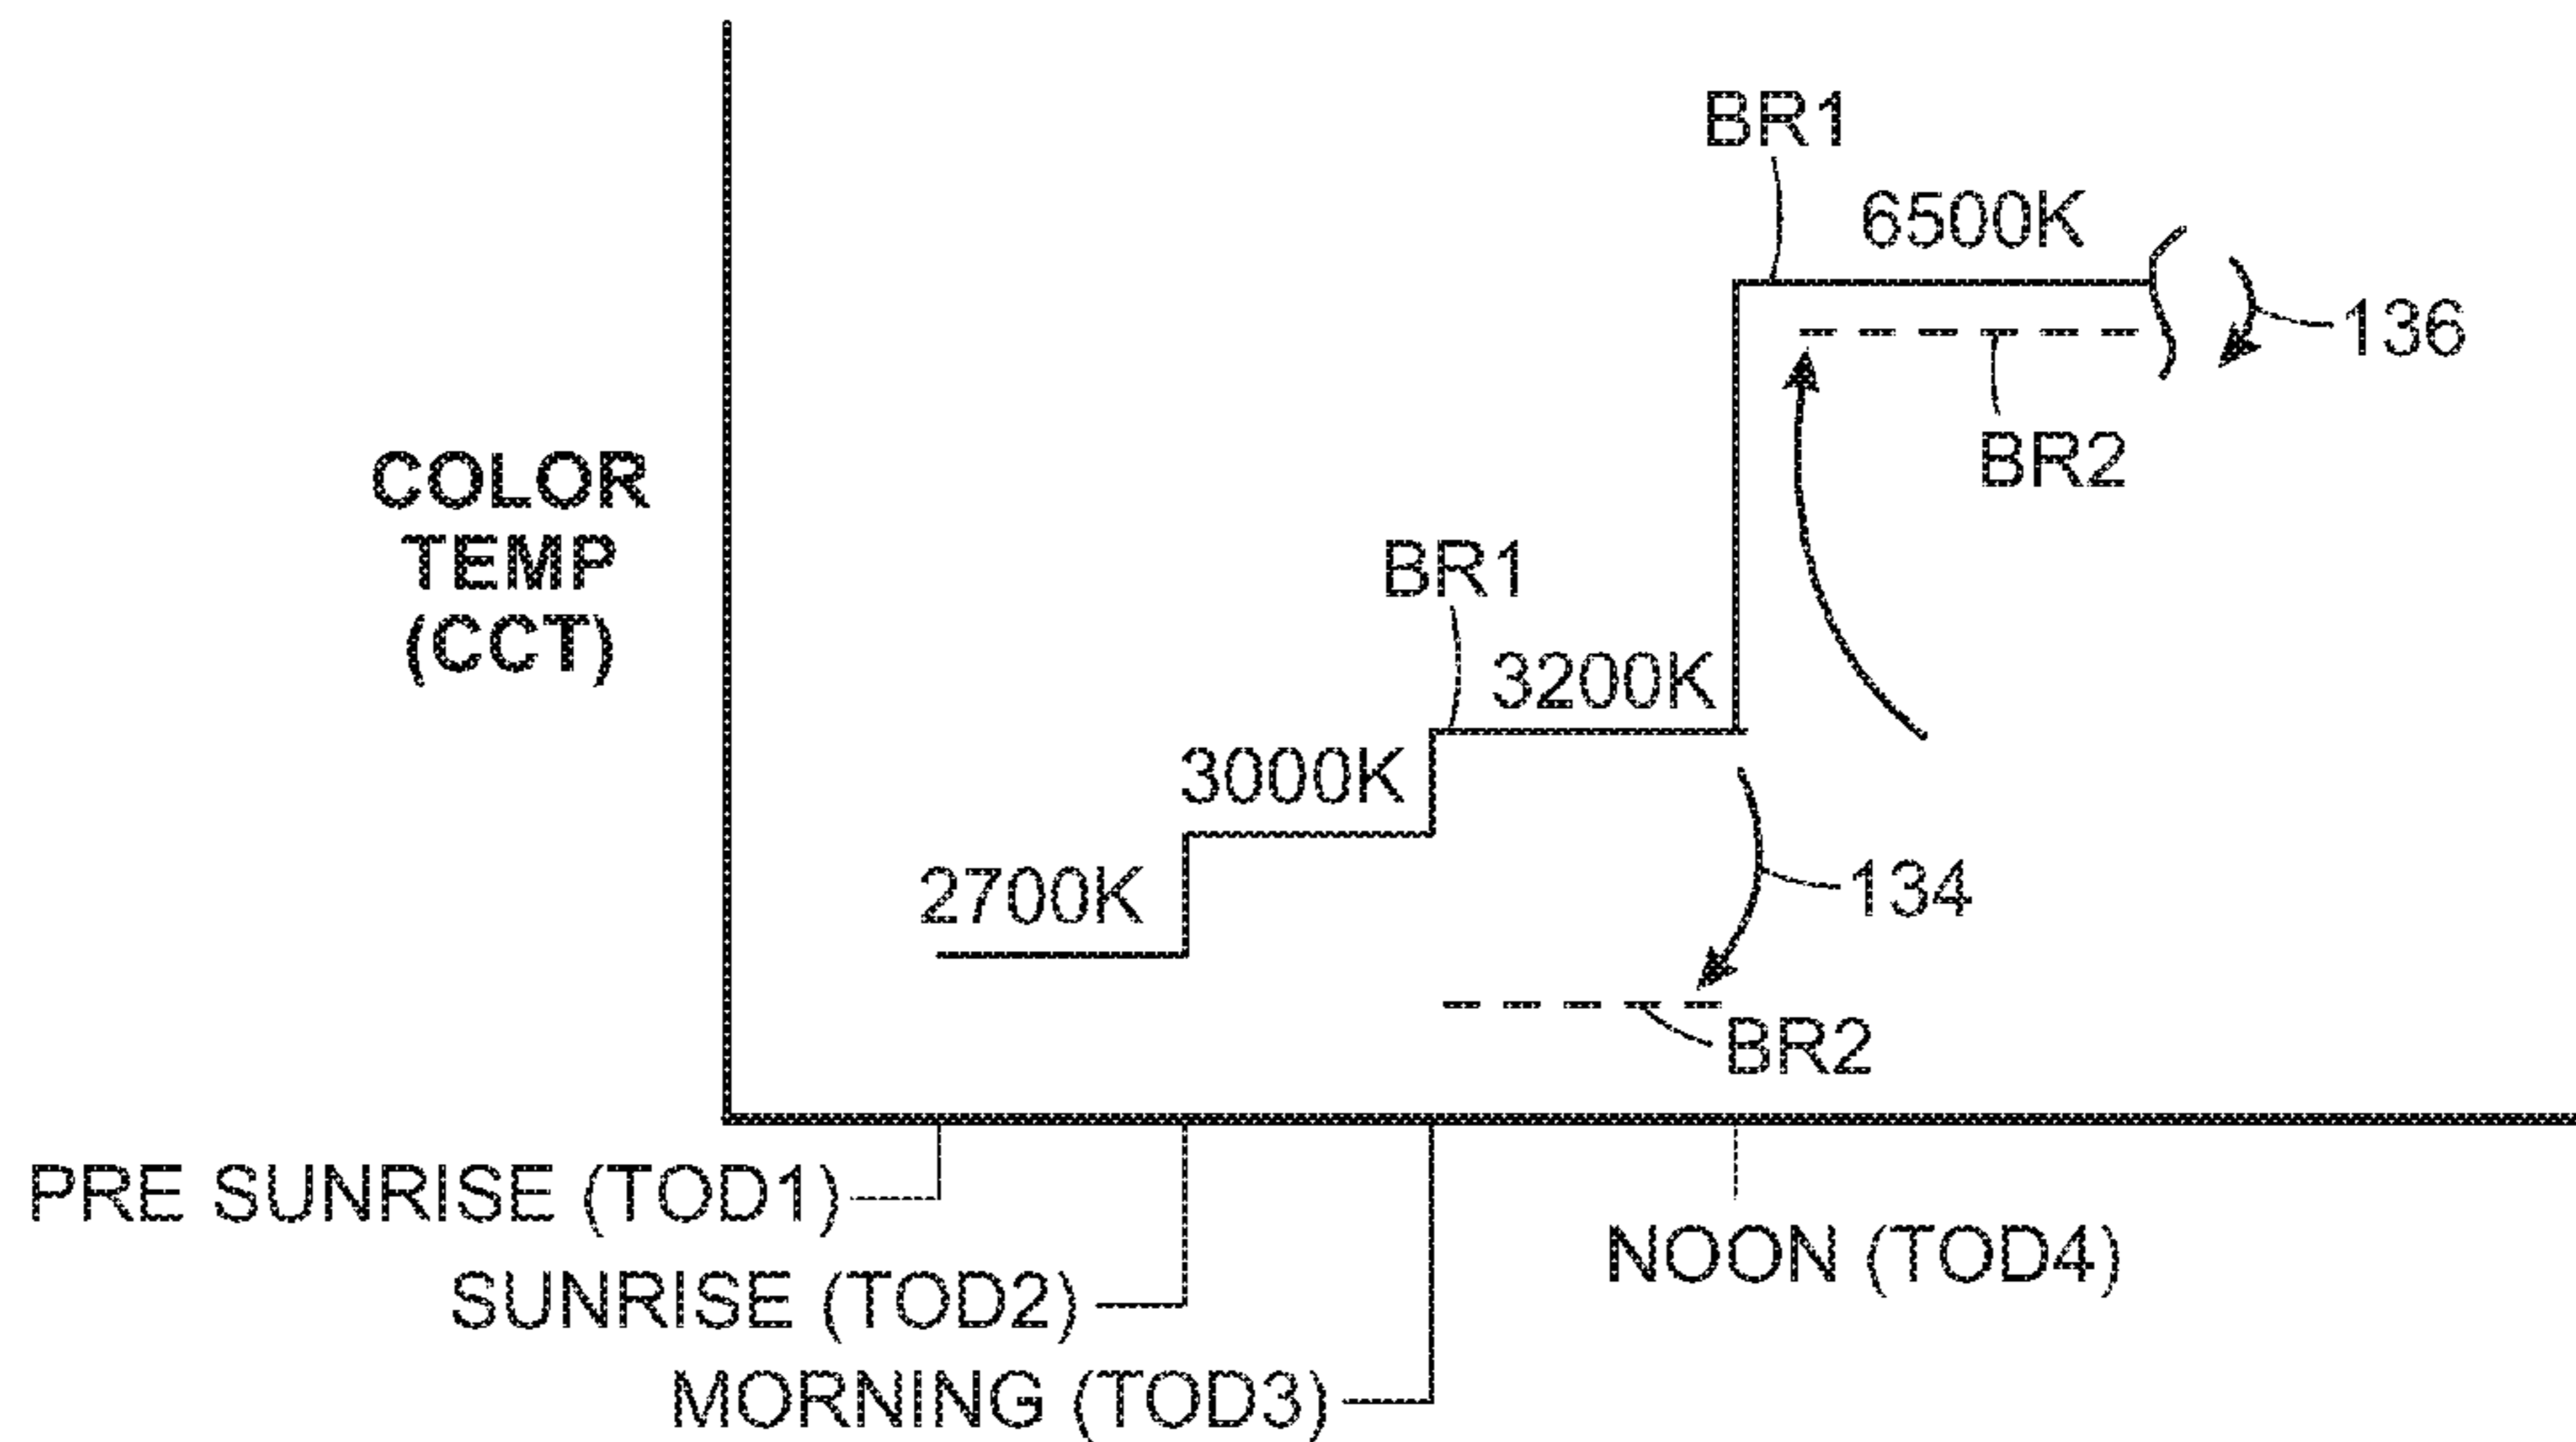 BR1
6500K
136
BR2
COLOR
TEMP
(CCT)
BR1
3200K
3000K
2700K
134
BR2
PRE SUNRISE (TOD1)
SUNRISE (TOD2)
MORNING (TOD3)
NOON (TOD4)